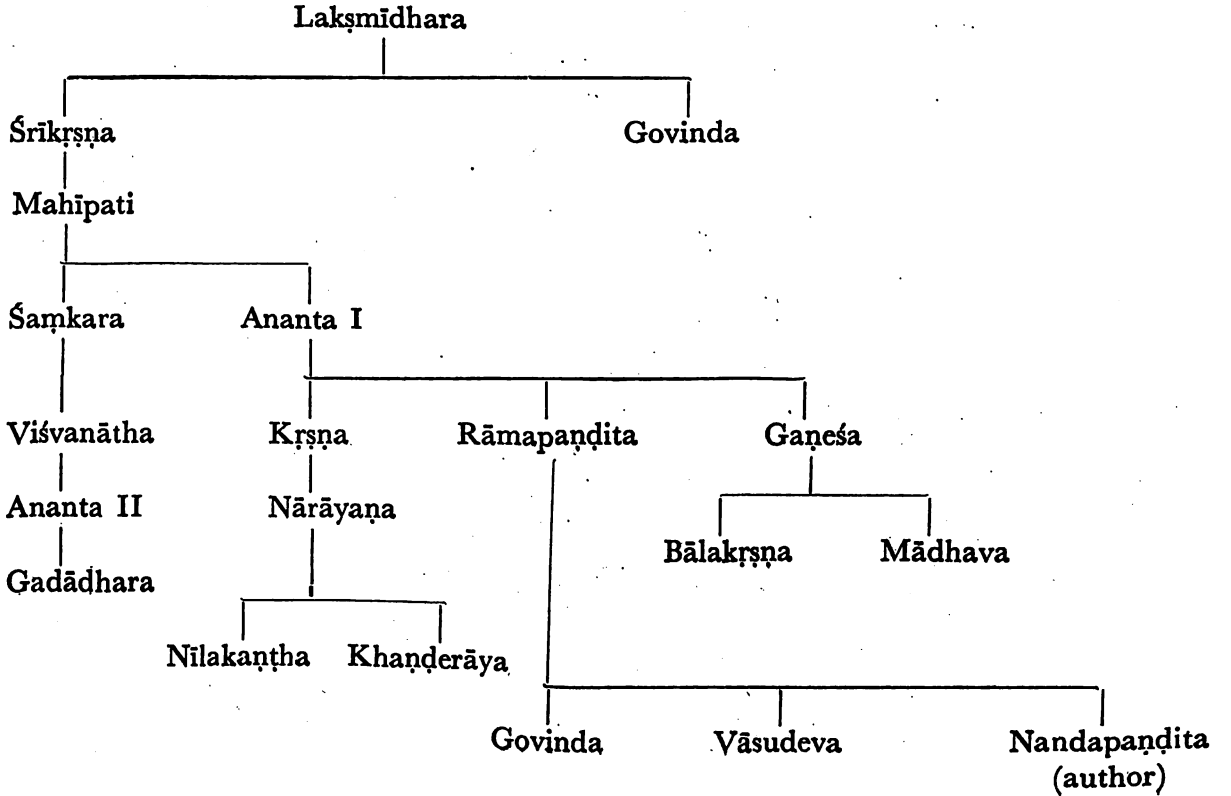 Lakṣmīdhara
Śrīkṛṣṇa Govinda
Mahīpati
Śaṃkara Ananta I
Viśvanātha Kṛṣṇa Rāmapaṇḍita Gaṇeśa
Ananta II Nārāyaṇa
Bālakṛṣṇa Mādhava
Gadādhara
Nīlakaṇṭha Khaṇḍerāya
Govinda Vāsudeva Nandapaṇḍita
(author)